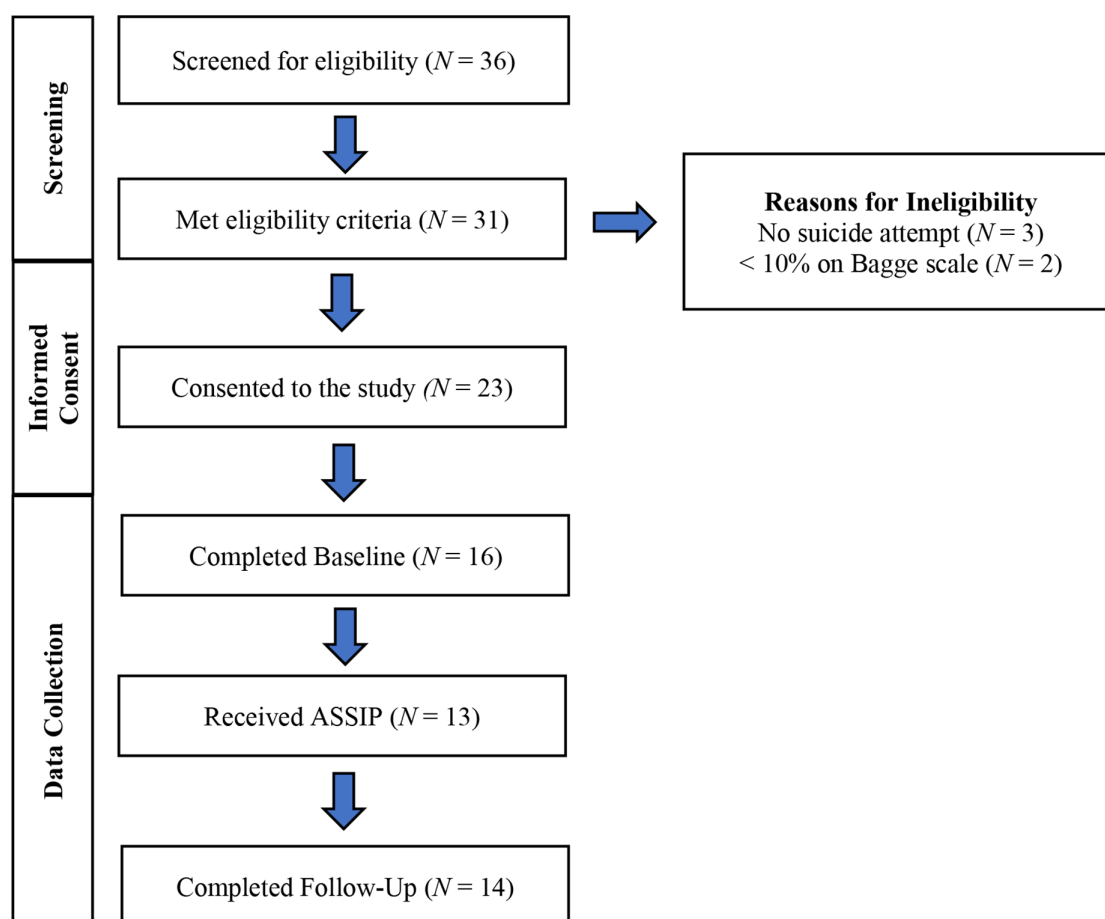 Screening
Screened for eligibility (N = 36)
Met eligibility criteria (N = 31)
Reasons for Ineligibility
No suicide attempt (N = 3)
< 10% on Bagge scale (N = 2)
Informed
Consent
Consented to the study (N = 23)
Data Collection
Completed Baseline (N = 16)
Received ASSIP (N = 13)
Completed Follow-Up (N = 14)